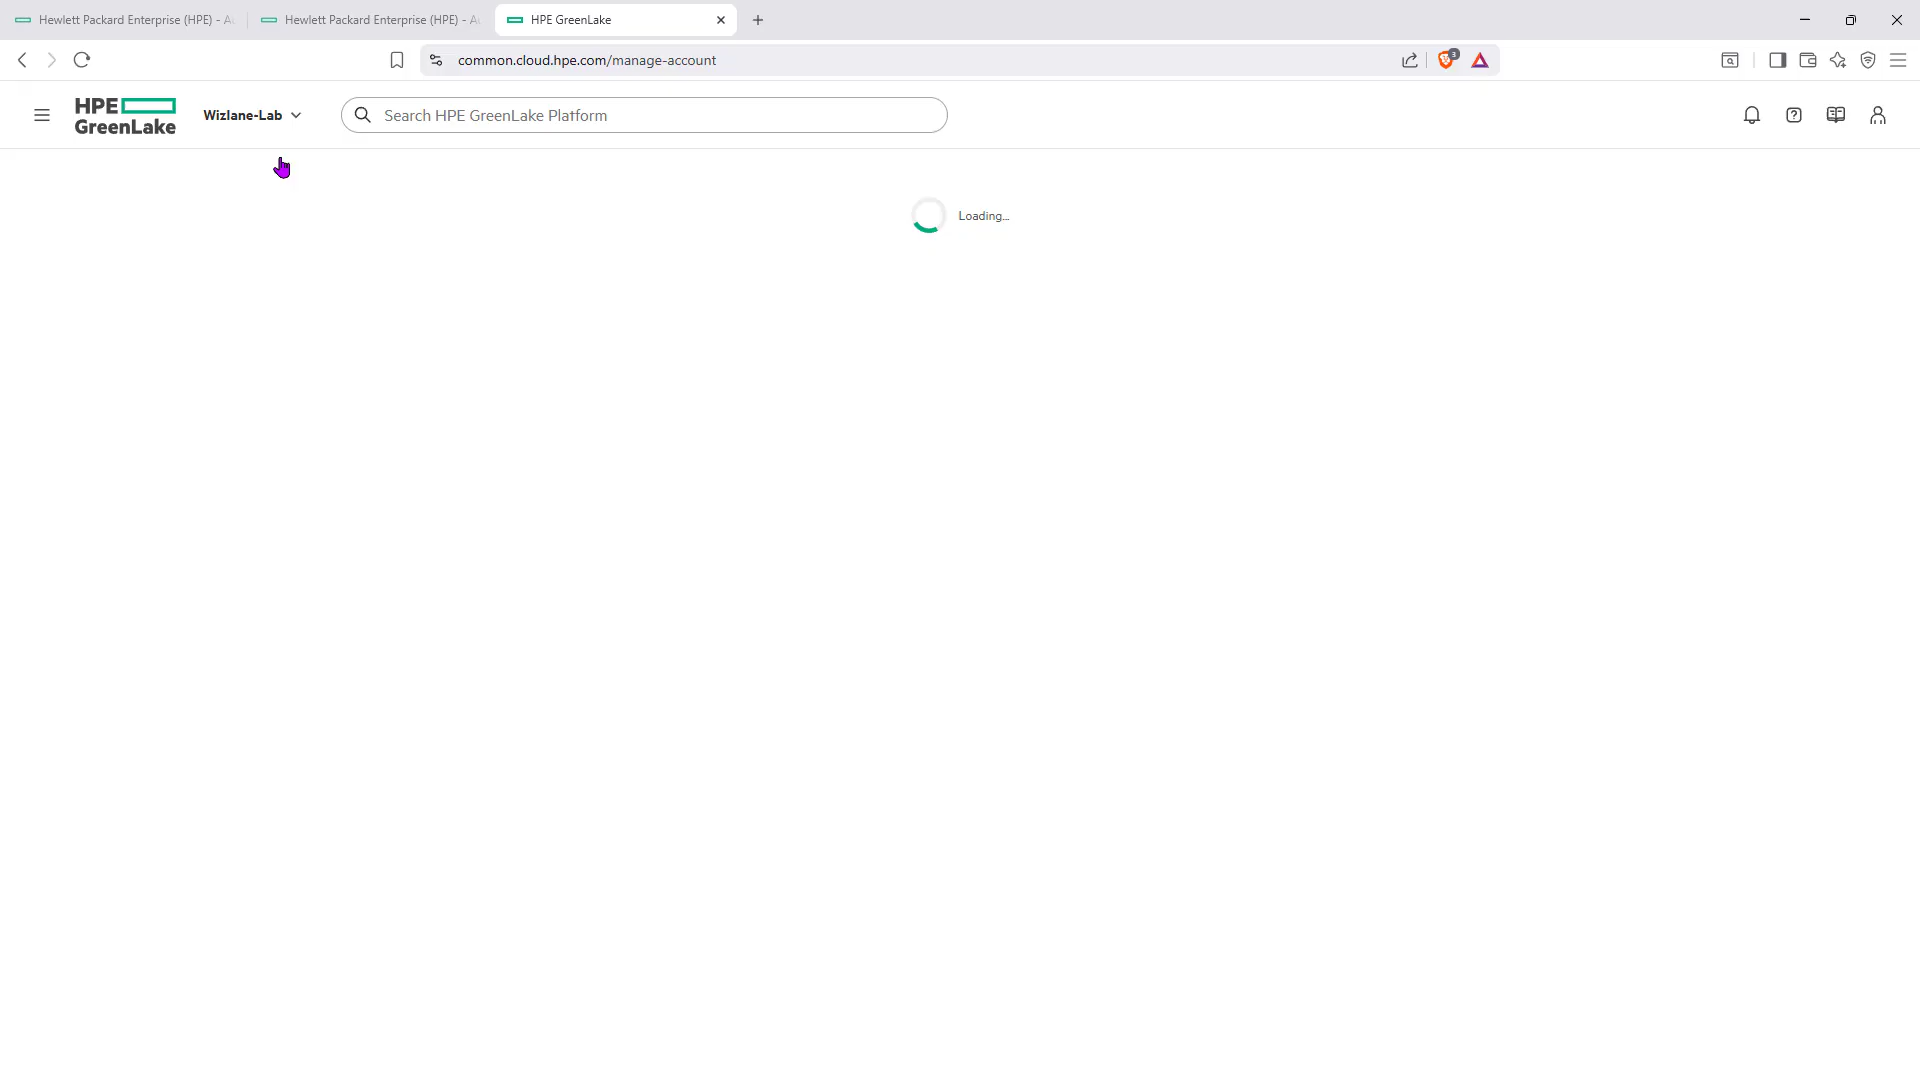 Hewlett Packard Enterprise (HPE) - A
Hewlett Packard Enterprise (HPE) - A
HPE GreenLake
common.cloud.hpe.com/manage-account
3
HPE
GreenLake
Wizlane-Lab
Search HPE GreenLake Platform
Loading...